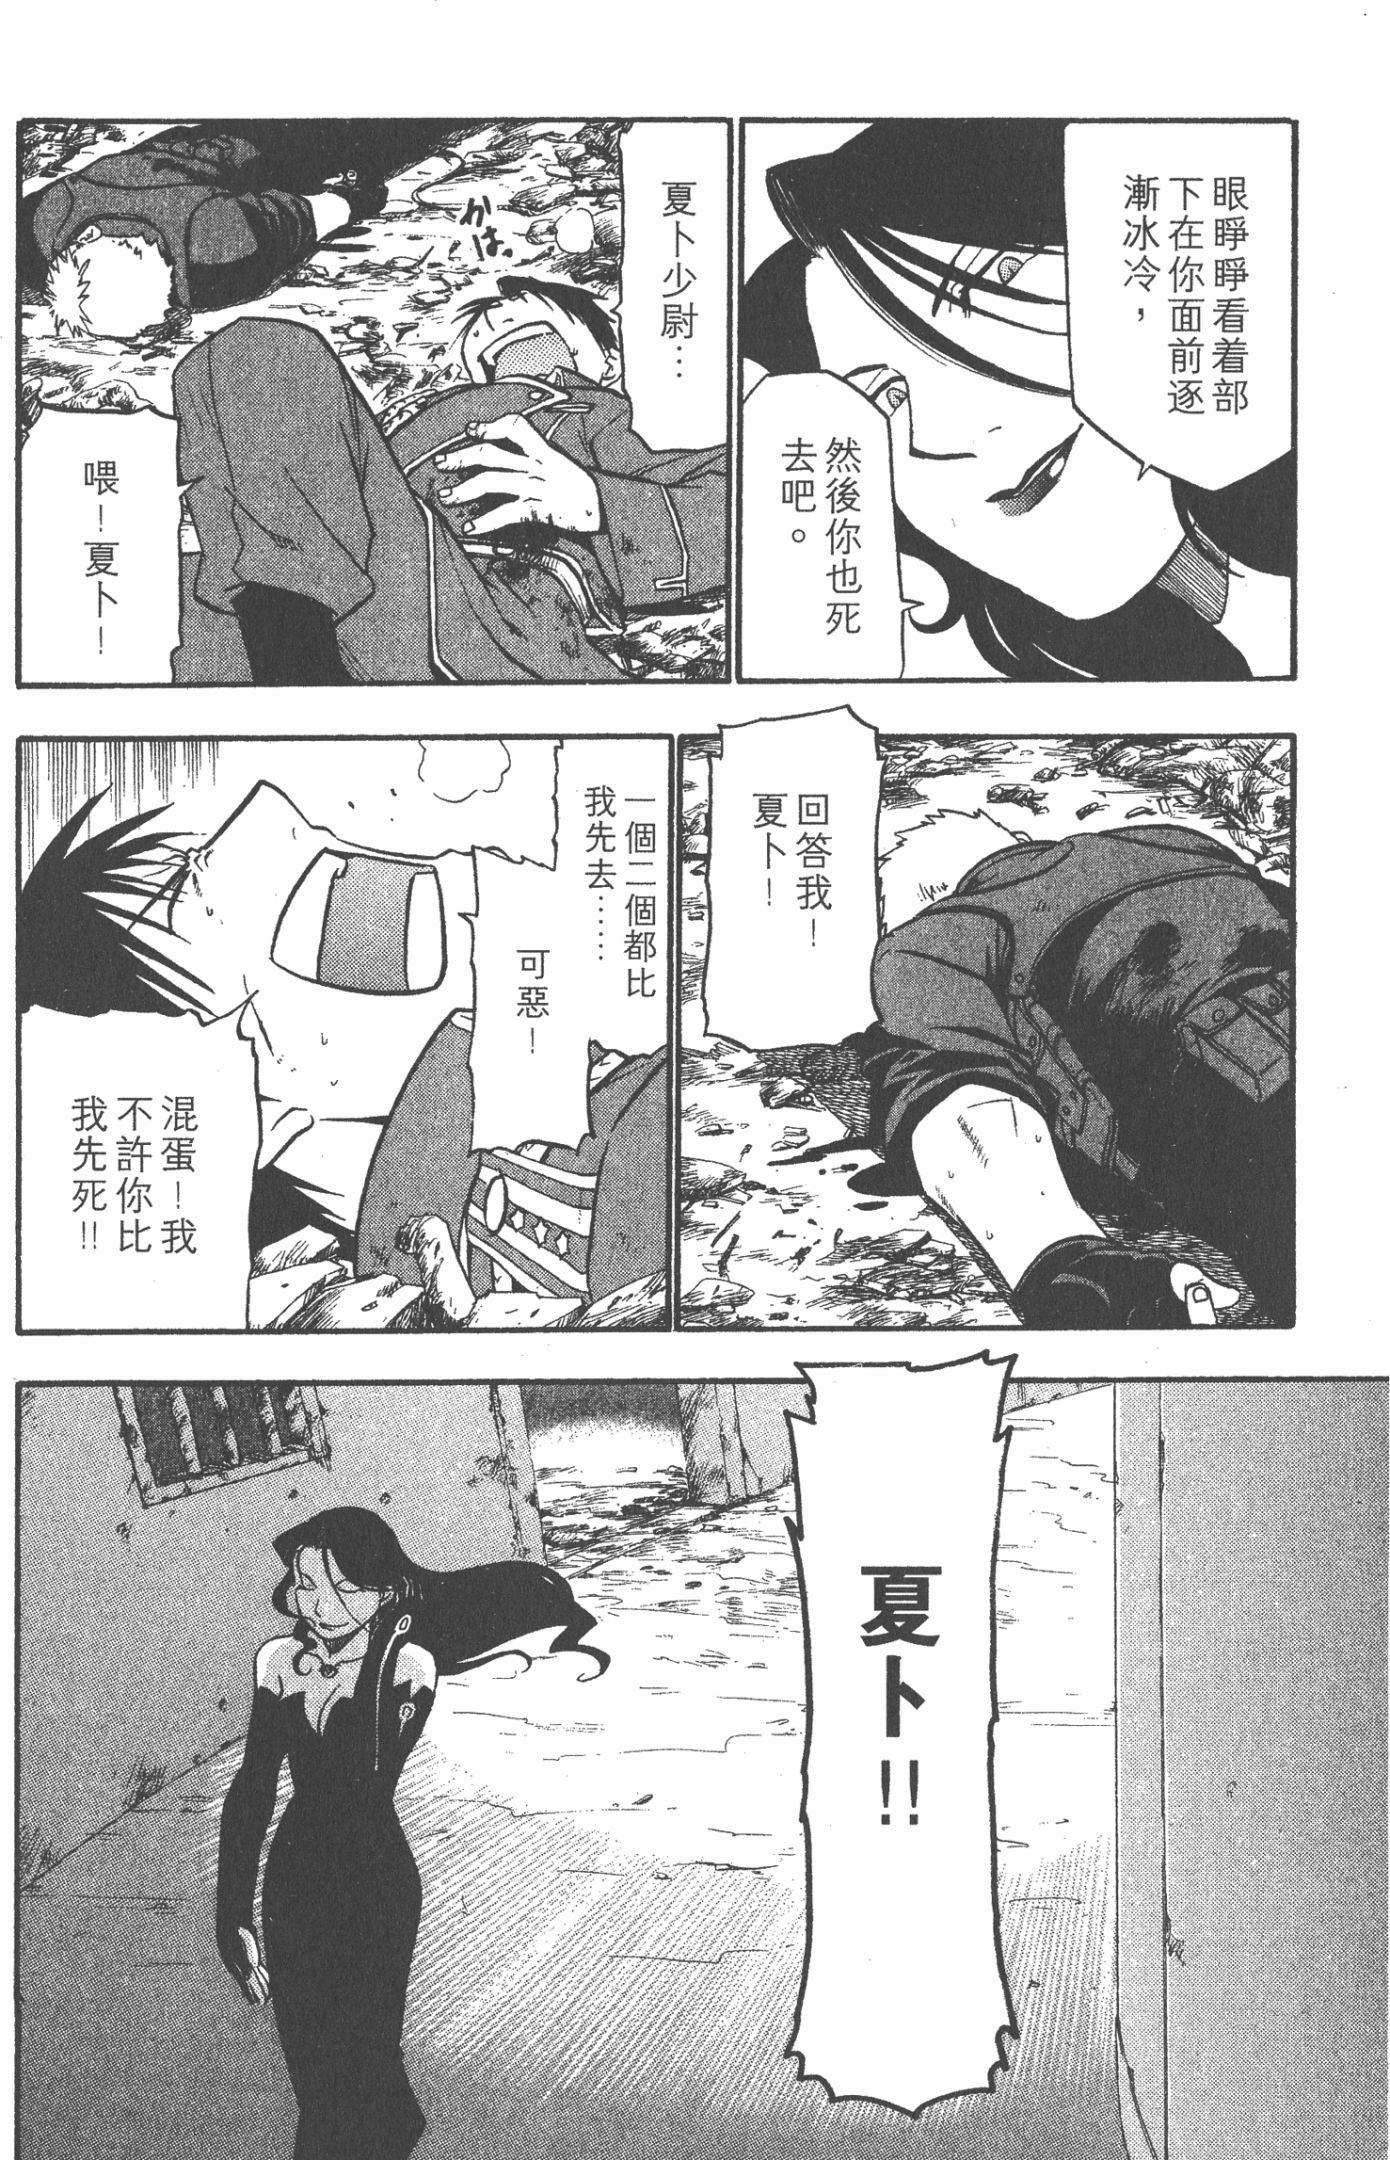 眼睜睜看着部
下在你面前逐
漸冰冷，
然後你也死
去吧。
夏卜少尉…
かは、
喂！夏卜！
回答我！
夏卜！
一個二個都比
我先去……
可惡！
混蛋！我
不許你比
我先死!!
夏卜!!